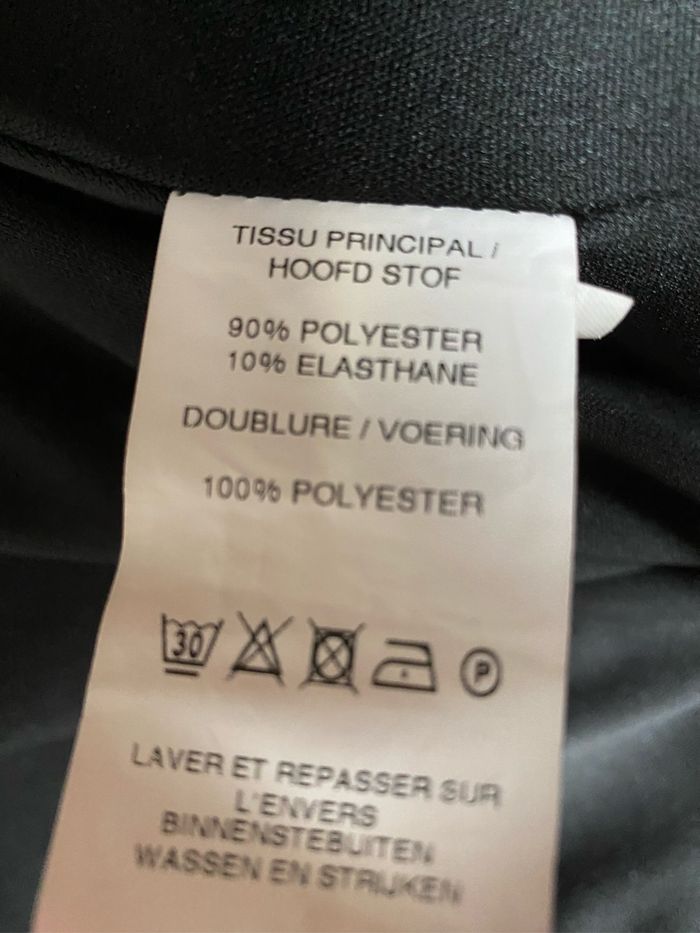 TISSU PRINCIPAL /
HOOFD STOF
90% POLYESTER
10% ELASTHANE
DOUBLURE / VOERING
100% POLYESTER
30 P
LAVER ET REPASSER SUR
L'ENVERS
BINNENSTEBUITEN
WASSEN EN STRIJKEN